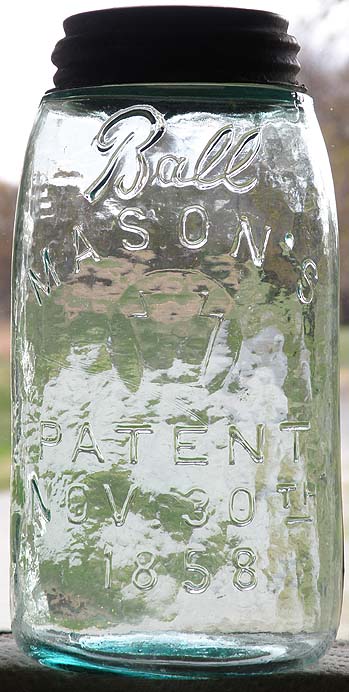 Ball
MASON'S
PATENT
NOV 30TH
1858